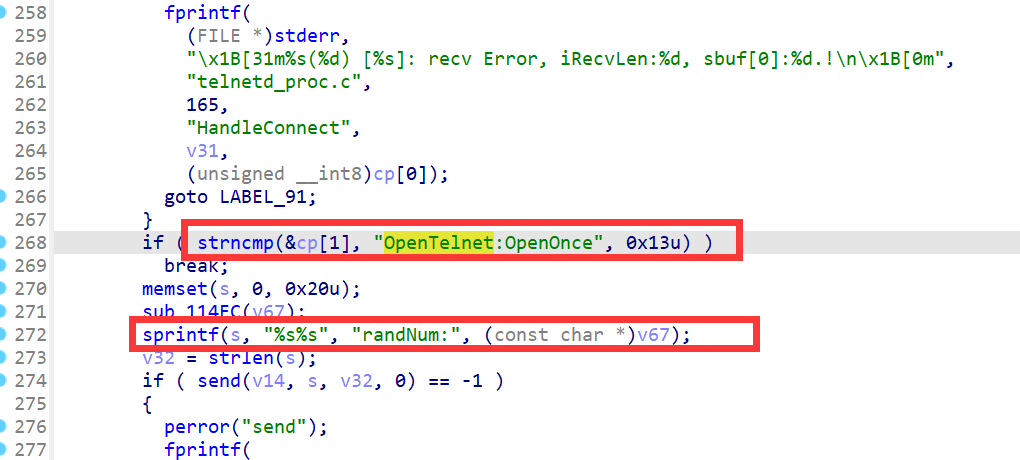 258 fprintf(
259 (FILE *)stderr,
260 "\x1B[31m%s(%d) [%s]: recv Error, iRecvLen:%d, sbuf[0]:%d.!\n\x1B[0m",
261 "telnetd_proc.c",
262 165,
263 "HandleConnect",
264 v31,
265 (unsigned __int8)cp[0]);
266 goto LABEL_91;
267 }
268 if ( strncmp(&cp[1], "OpenTelnet:OpenOnce", 0x13u) )
269 break;
270 memset(s, 0, 0x20u);
271 sub_114EC(v67);
272 sprintf(s, "%s%s", "randNum:", (const char *)v67);
273 v32 = strlen(s);
274 if ( send(v14, s, v32, 0) == -1 )
275 {
276 perror("send");
277 fprintf(